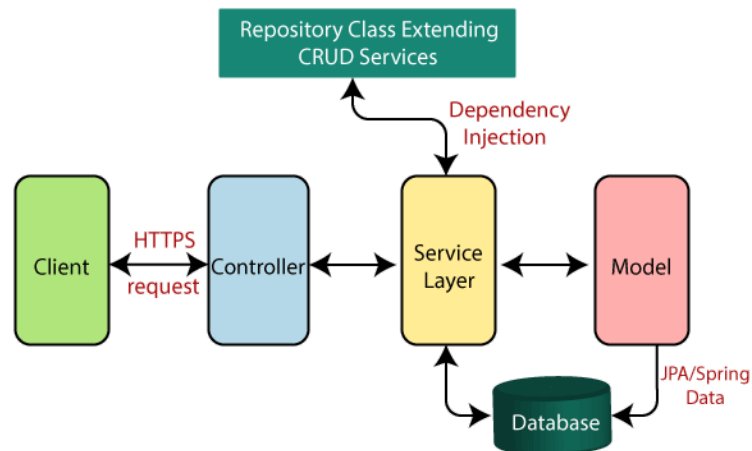 Repository Class Extending
CRUD Services
Dependency
Injection
Client
HTTPS
request
Controller
Service
Layer
Model
JPA/Spring
Data
Database